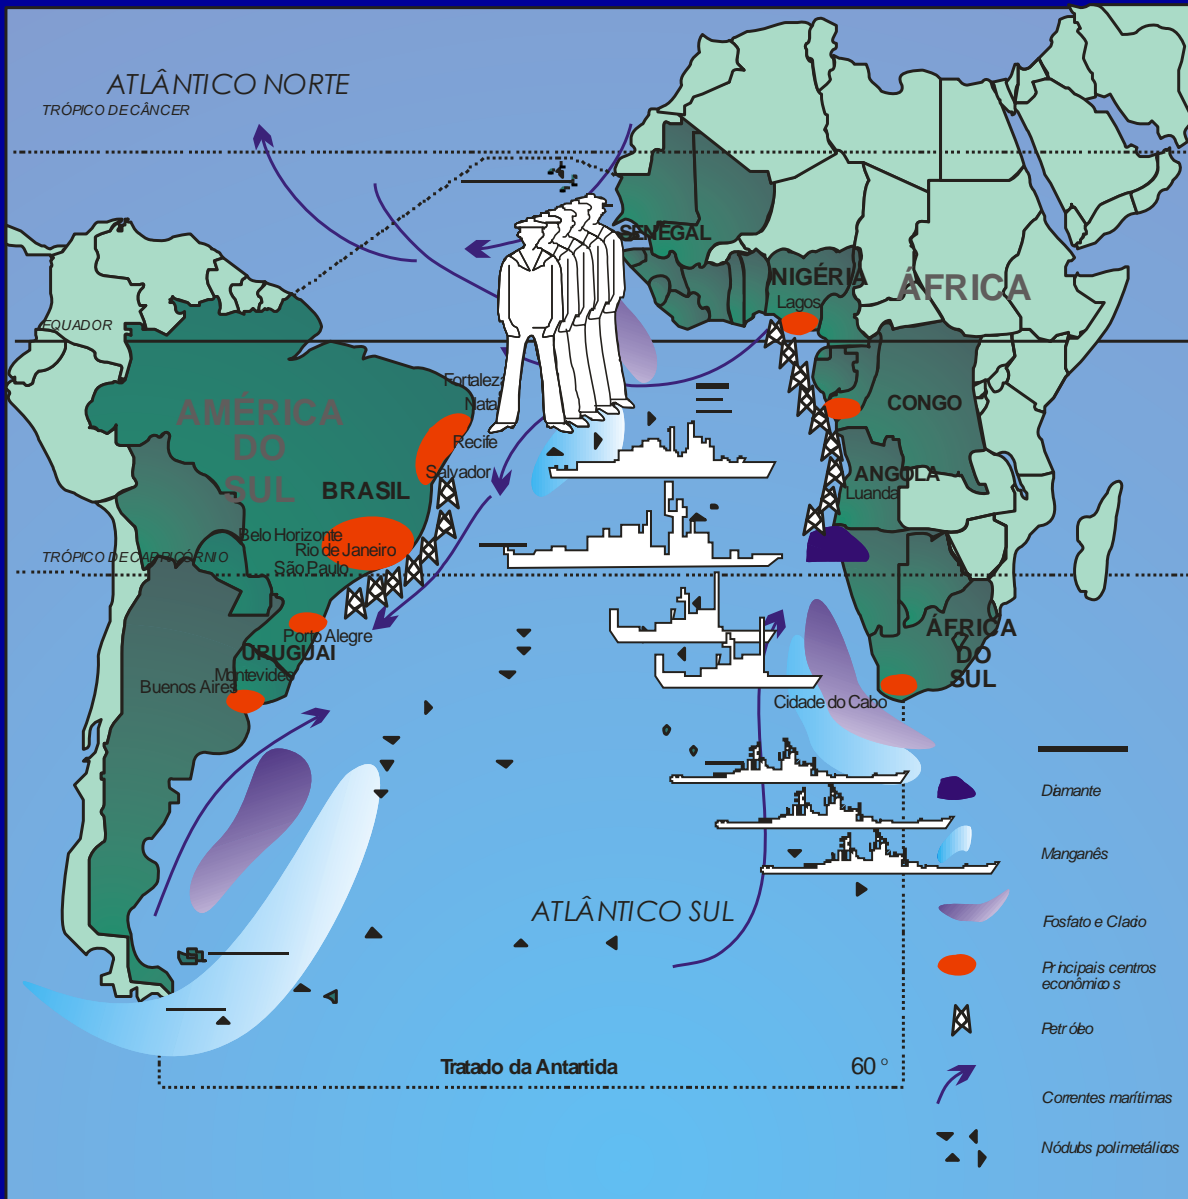 ATLÂNTICO NORTE
TRÓPICO DE CÂNCER
SENEGAL
NIGÉRIA
Lagos
ÁFRICA
EQUADOR
Fortaleza
Natal
CONGO
AMÉRICA
DO
SUL
Recife
Salvador
BRASIL
ANGOLA
Luanda
Belo Horizonte
Rio de Janeiro
São Paulo
TRÓPICO DE CAPRICÓRNIO
Porto Alegre
URUGUAI
Montevideo
Buenos Aires
ÁFRICA
DO
SUL
Cidade do Cabo
Diamante
Manganês
ATLÂNTICO SUL
Fosfato e Clacio
Principais centros
econômicos
Petróleo
Tratado da Antartida
60°
Correntes marítimas
Nódubs polimetálicos